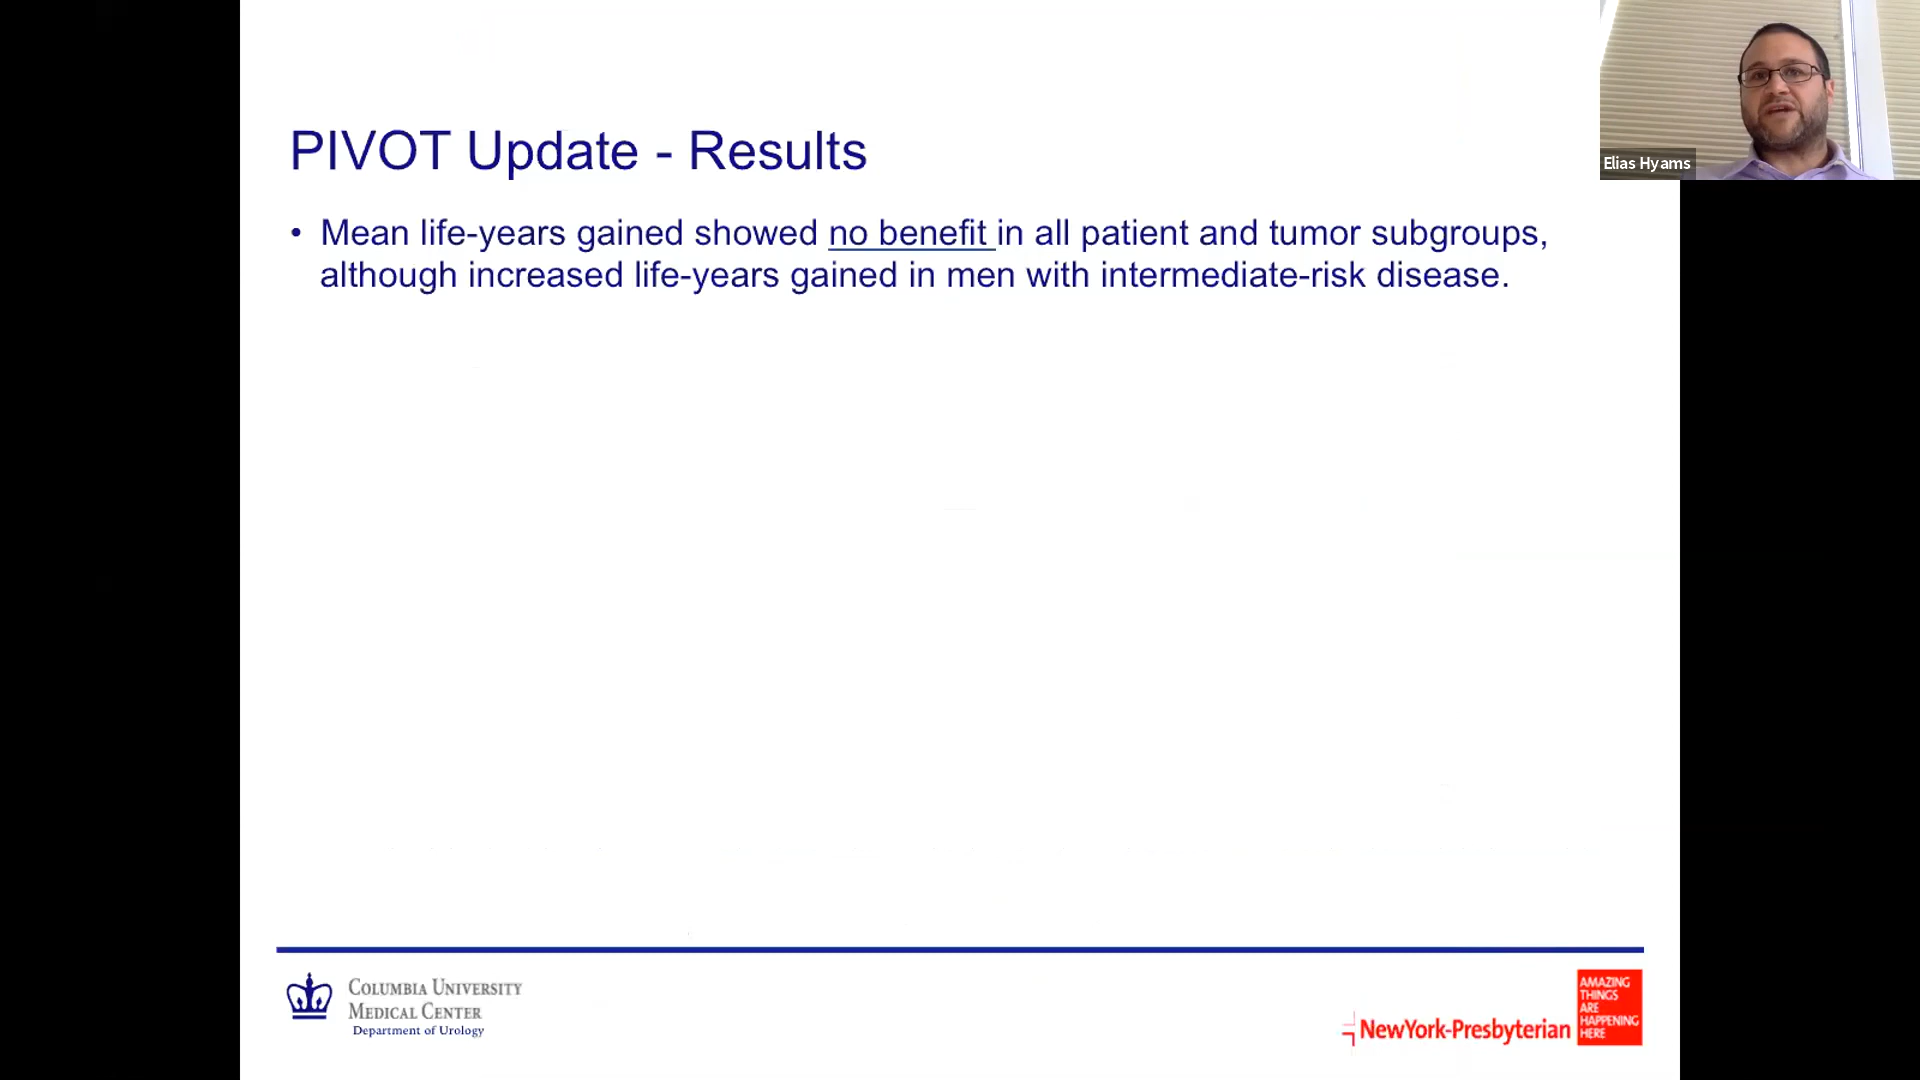 PIVOT Update - Results
• Mean life-years gained showed no benefit in all patient and tumor subgroups,
although increased life-years gained in men with intermediate-risk disease.
Elias Hyams
COLUMBIA UNIVERSITY
MEDICAL CENTER
Department of Urology
NewYork-Presbyterian
AMAZING
THINGS
ARE
HAPPENING
HERE